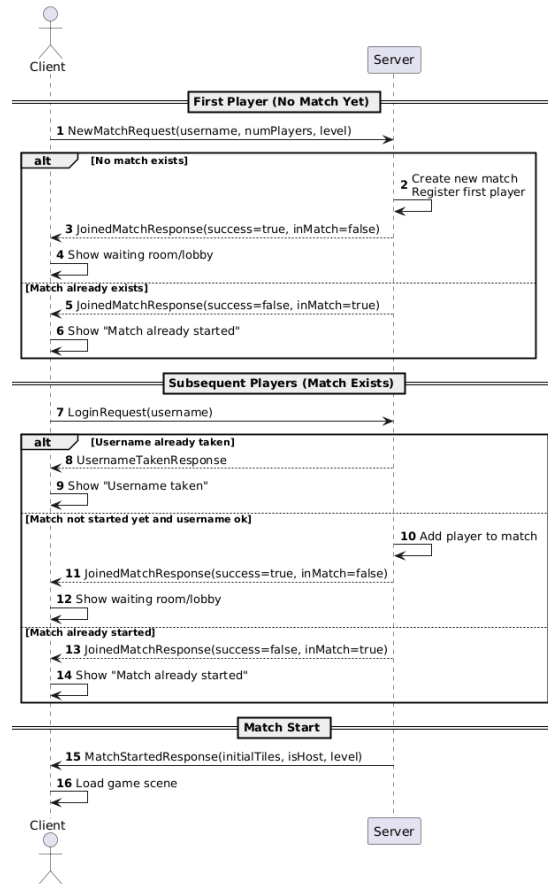 Client
Server
First Player (No Match Yet)
1 NewMatchRequest(username, numPlayers, level)
alt [No match exists]
2 Create new match
Register first player
3 JoinedMatchResponse(success=true, inMatch=false)
4 Show waiting room/lobby
[Match already exists]
5 JoinedMatchResponse(success=false, inMatch=true)
6 Show "Match already started"
Subsequent Players (Match Exists)
7 LoginRequest(username)
alt [Username already taken]
8 UsernameTakenResponse
9 Show "Username taken"
[Match not started yet and username ok]
10 Add player to match
11 JoinedMatchResponse(success=true, inMatch=false)
12 Show waiting room/lobby
[Match already started]
13 JoinedMatchResponse(success=false, inMatch=true)
14 Show "Match already started"
Match Start
15 MatchStartedResponse(initialTiles, isHost, level)
16 Load game scene
Client
Server